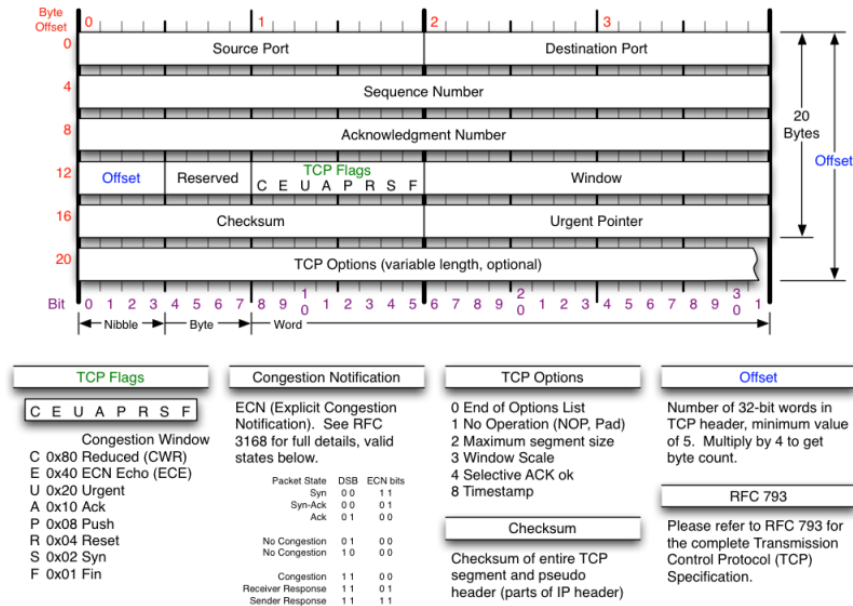 Byte
Offset
0 1 2 3
0 Source Port Destination Port
4 Sequence Number
8 Acknowledgment Number
20
Bytes
12 Offset Reserved TCP Flags Window Offset
C E U A P R S F
16 Checksum Urgent Pointer
20 TCP Options (variable length, optional)
Bit 0 1 2 3 4 5 6 7 8 9 10 1 2 3 4 5 6 7 8 9 20 1 2 3 4 5 6 7 8 9 30 1
Nibble Byte Word
TCP Flags
C E U A P R S F
Congestion Window
C 0x80 Reduced (CWR)
E 0x40 ECN Echo (ECE)
U 0x20 Urgent
A 0x10 Ack
P 0x08 Push
R 0x04 Reset
S 0x02 Syn
F 0x01 Fin
Congestion Notification
ECN (Explicit Congestion
Notification). See RFC
3168 for full details, valid
states below.
Packet State DSB ECN bits
Syn 0 0 1 1
Syn-Ack 0 0 0 1
Ack 0 1 0 0
No Congestion 0 1 0 0
No Congestion 1 0 0 0
Congestion 1 1 0 0
Receiver Response 1 1 0 1
Sender Response 1 1 1 1
TCP Options
0 End of Options List
1 No Operation (NOP, Pad)
2 Maximum segment size
3 Window Scale
4 Selective ACK ok
8 Timestamp
Checksum
Checksum of entire TCP
segment and pseudo
header (parts of IP header)
Offset
Number of 32-bit words in
TCP header, minimum value
of 5. Multiply by 4 to get
byte count.
RFC 793
Please refer to RFC 793 for
the complete Transmission
Control Protocol (TCP)
Specification.